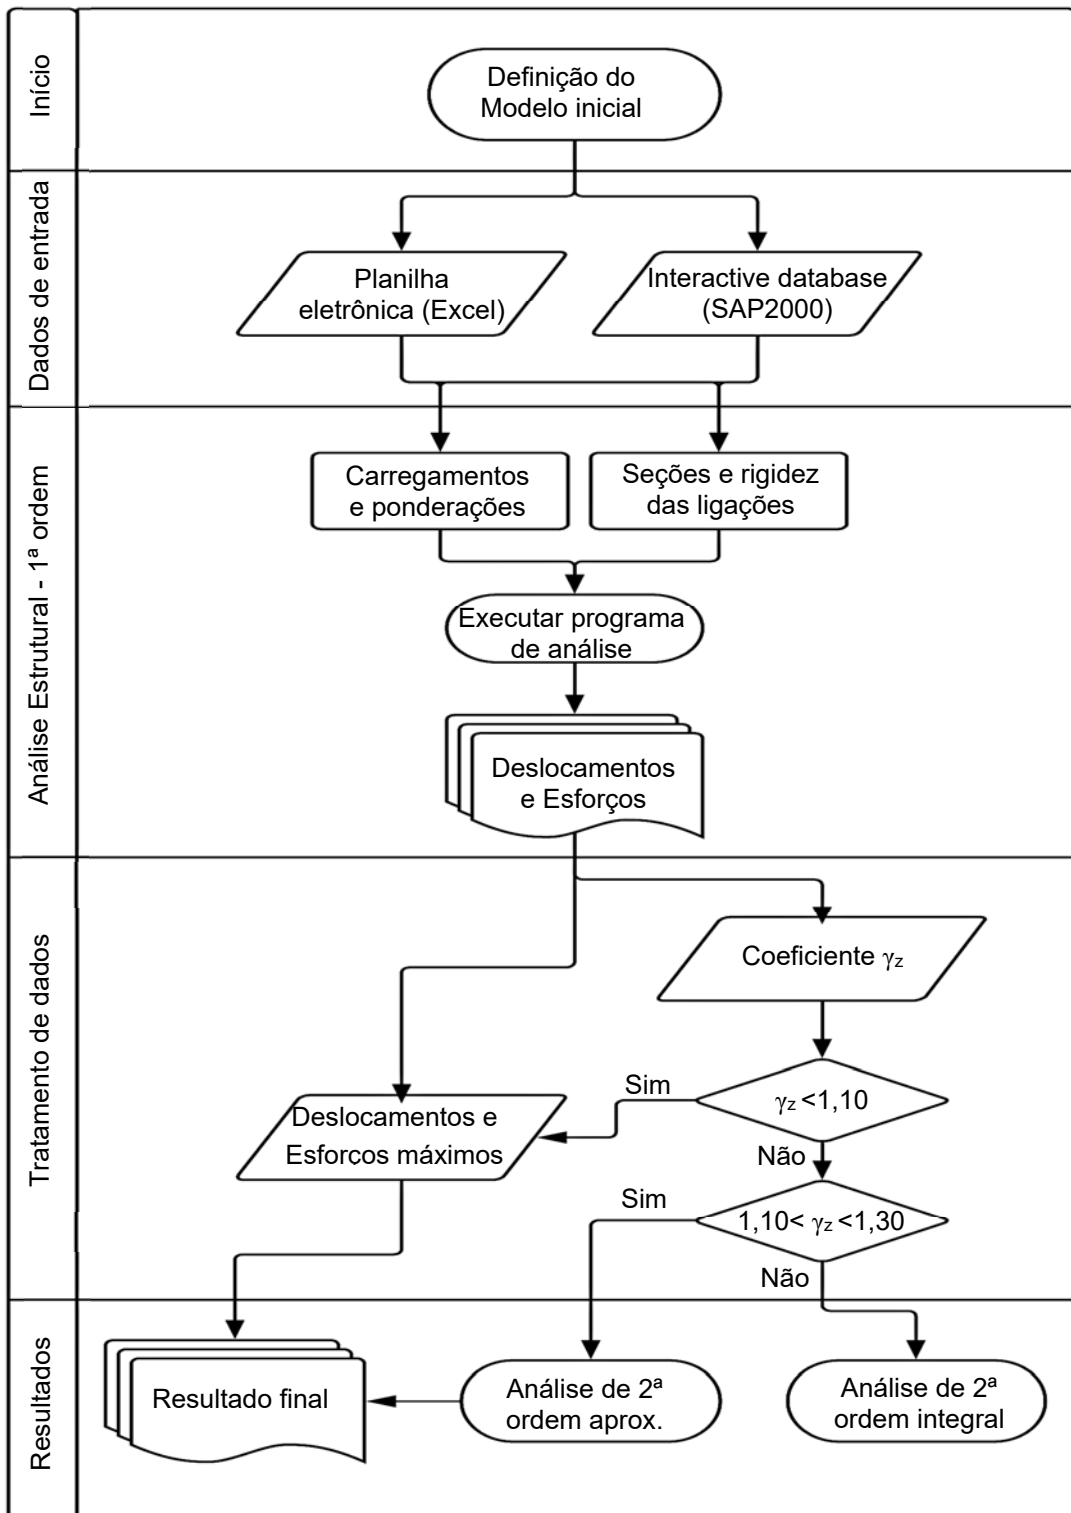 Início
Definição do
Modelo inicial
Dados de entrada
Planilha
eletrônica (Excel)
Interactive database
(SAP2000)
Análise Estrutural - 1ª ordem
Carregamentos
e ponderações
Seções e rigidez
das ligações
Executar programa
de análise
Deslocamentos
e Esforços
Tratamento de dados
Coeficiente γz
γz <1,10
Sim
Não
Deslocamentos e
Esforços máximos
1,10< γz <1,30
Sim
Não
Resultados
Resultado final
Análise de 2ª
ordem aprox.
Análise de 2ª
ordem integral